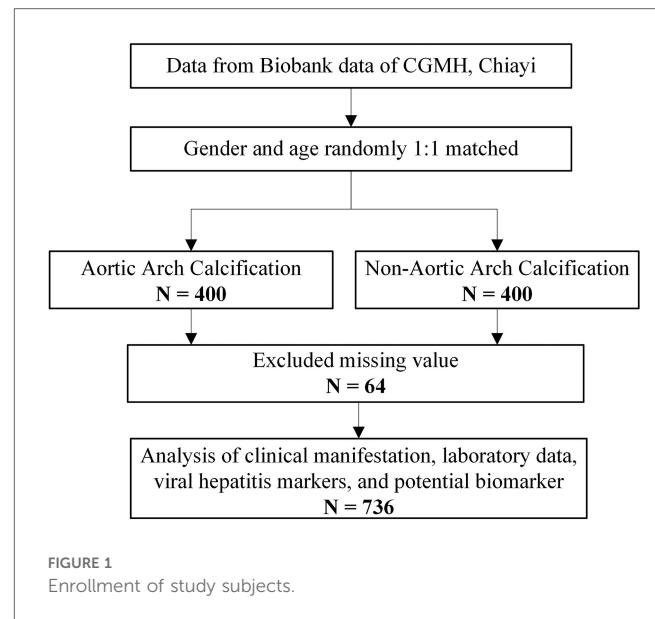 Data from Biobank data of CGMH, Chiayi
Gender and age randomly 1:1 matched
Aortic Arch Calcification
N = 400
Non-Aortic Arch Calcification
N = 400
Excluded missing value
N = 64
Analysis of clinical manifestation, laboratory data,
viral hepatitis markers, and potential biomarker
N = 736
FIGURE 1
Enrollment of study subjects.